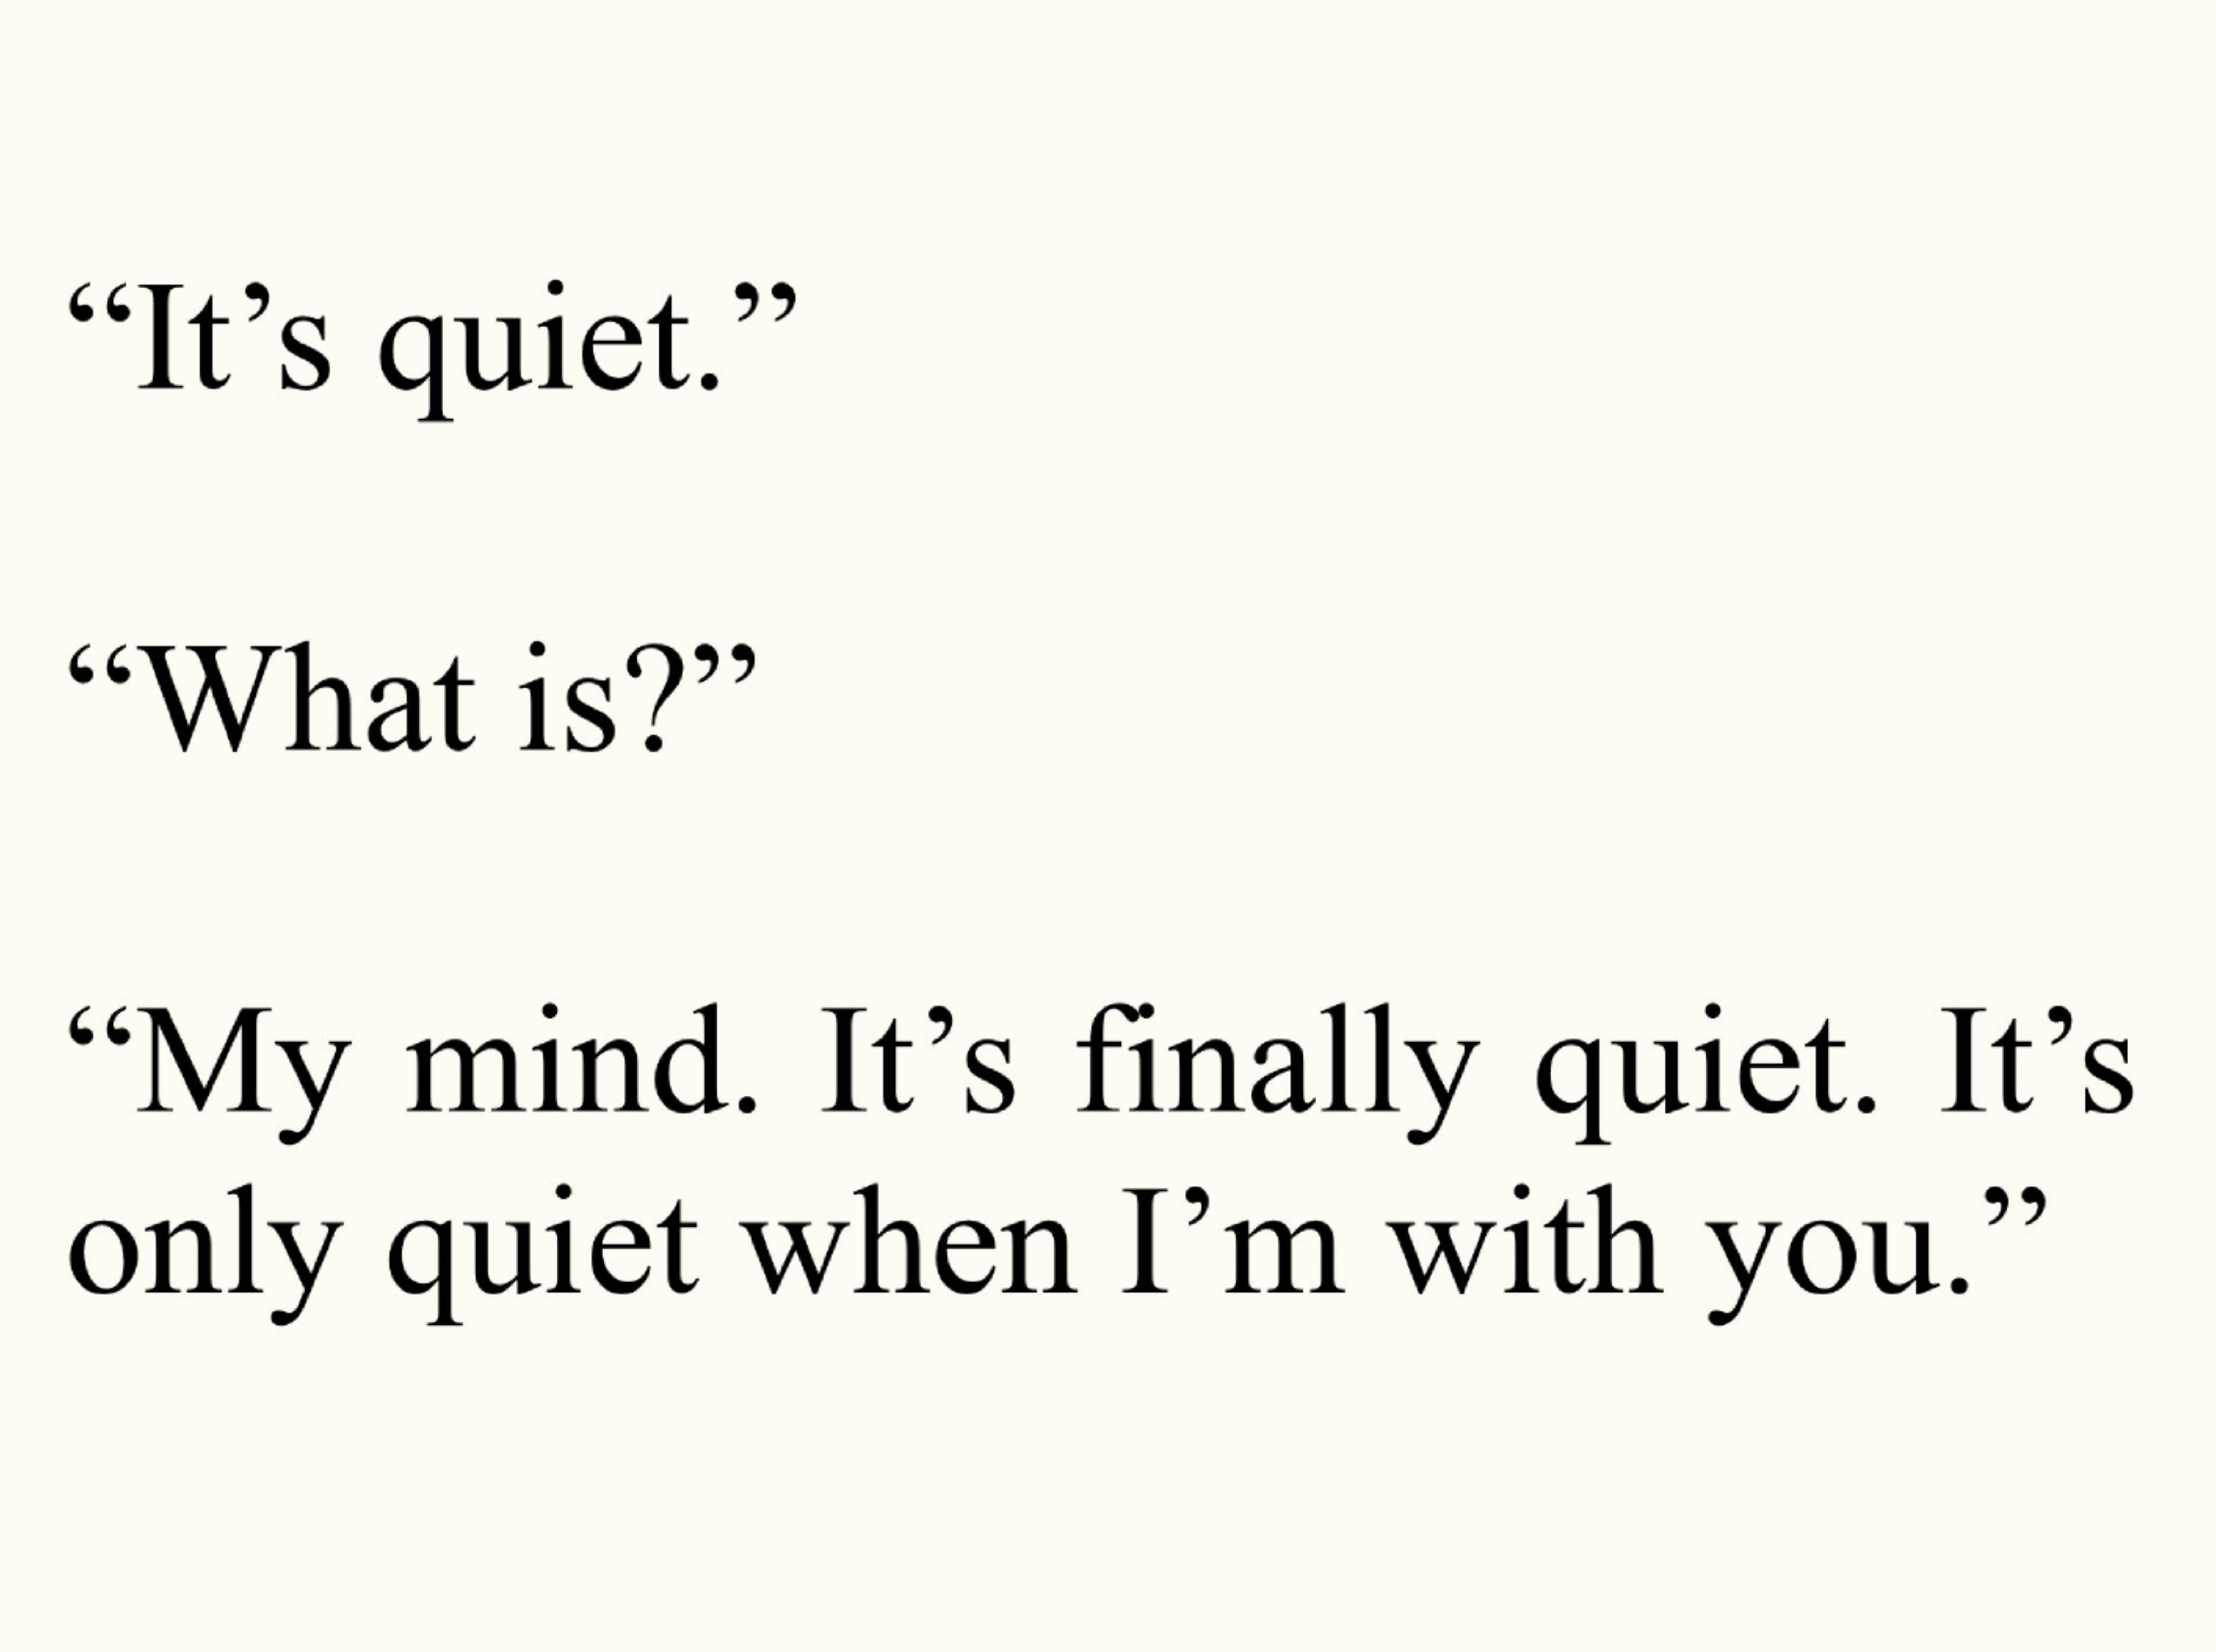 “It’s quiet.”
“What is?”
“My mind. It’s finally quiet. It’s
only quiet when I’m with you.”